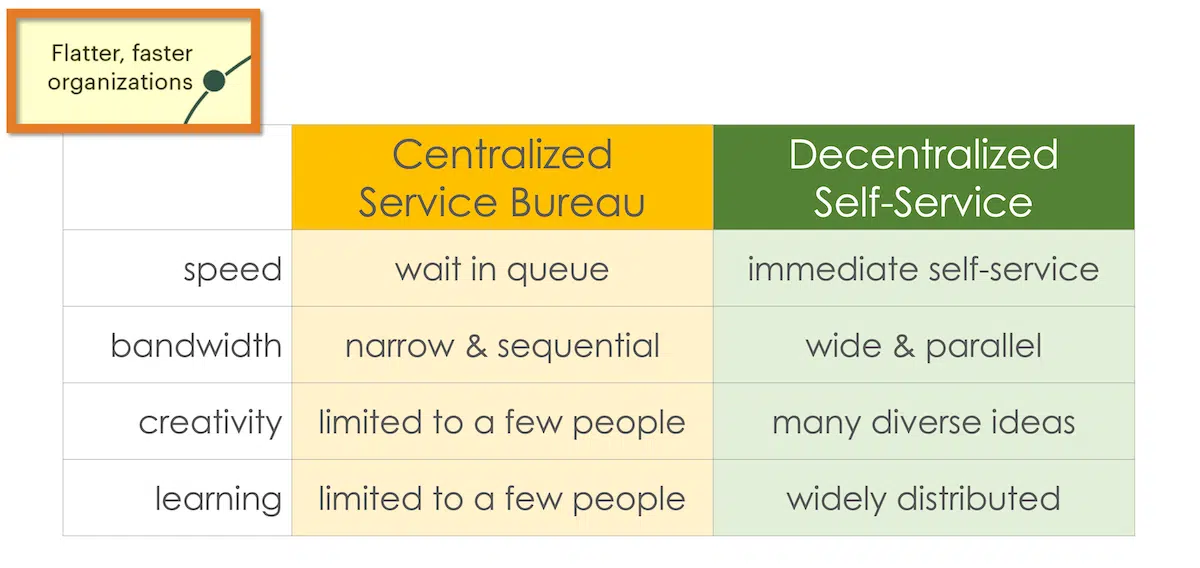 Flatter, faster
organizations
Centralized
Service Bureau
Decentralized
Self-Service
speed
wait in queue
immediate self-service
bandwidth
narrow & sequential
wide & parallel
creativity
limited to a few people
many diverse ideas
learning
limited to a few people
widely distributed